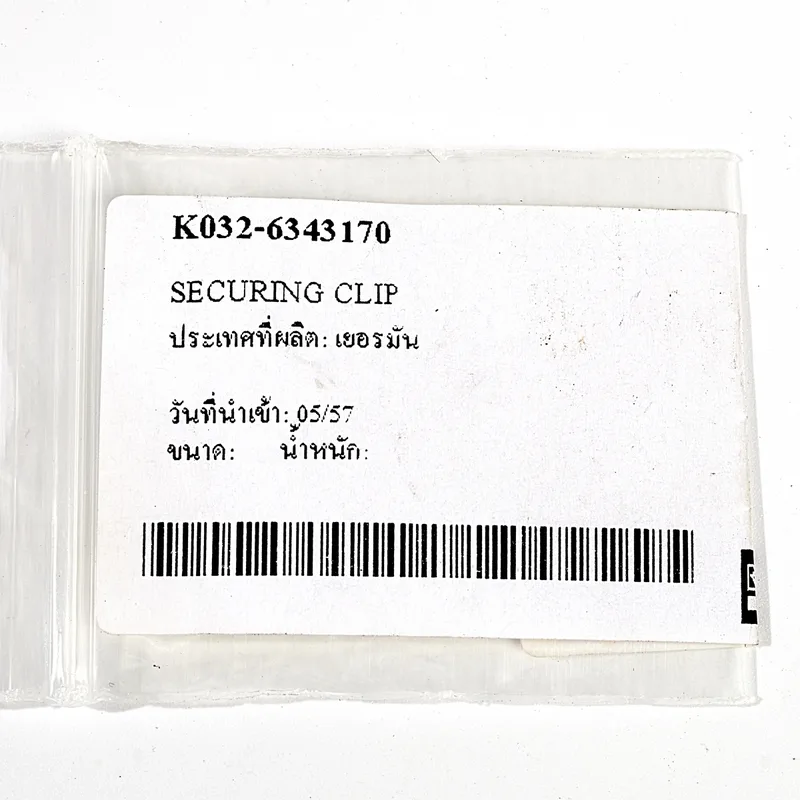 K032-6343170
SECURING CLIP
ประเทศที่ผลิต: เยอรมัน
วันที่นำเข้า: 05/57
ขนาด: น้ำหนัก: